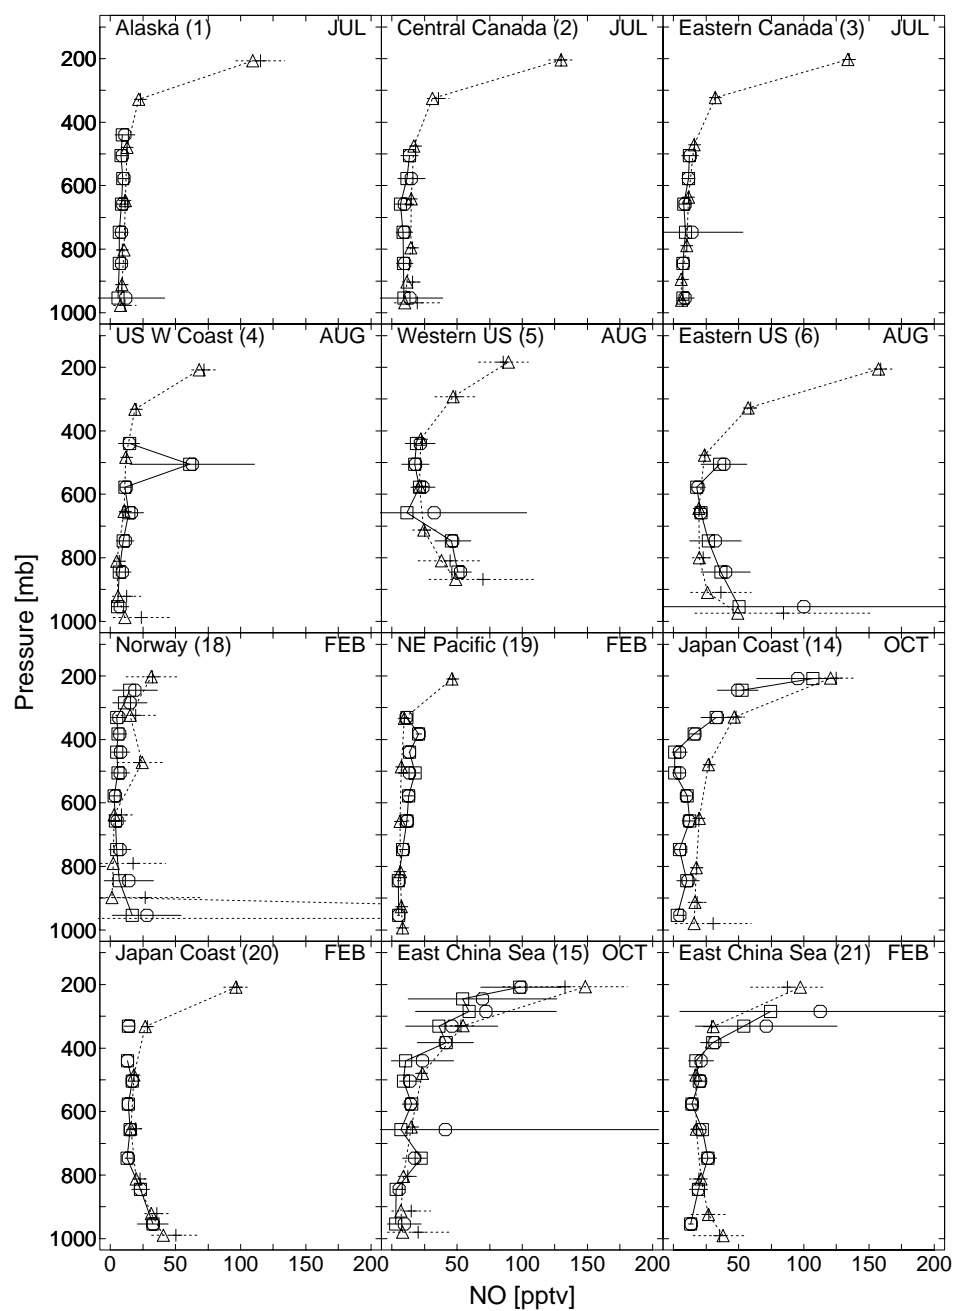 Alaska (1) JUL Central Canada (2) JUL Eastern Canada (3) JUL
200
400
600
800
1000
US W Coast (4) AUG Western US (5) AUG Eastern US (6) AUG
200
400
600
800
1000
Norway (18) FEB NE Pacific (19) FEB Japan Coast (14) OCT
200
400
600
800
1000
Japan Coast (20) FEB East China Sea (15) OCT East China Sea (21) FEB
200
400
600
800
1000
0 50 100 150 200 50 100 150 200 50 100 150 200
NO [pptv]
Pressure [mb]